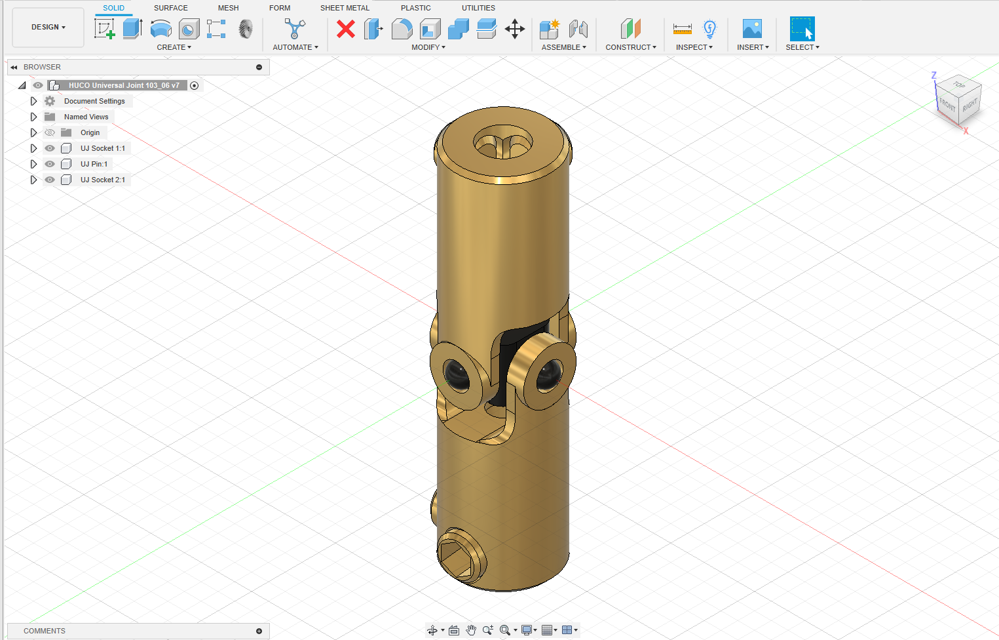 SOLID SURFACE MESH FORM SHEET METAL PLASTIC UTILITIES
DESIGN
CREATE AUTOMATE MODIFY ASSEMBLE CONSTRUCT INSPECT INSERT SELECT
BROWSER
HUCO Universal Joint 103_06 v7
Document Settings
Named Views
Origin
UJ Socket 1:1
UJ Pin:1
UJ Socket 2:1
Z
TOP
FRONT
RIGHT
X
COMMENTS